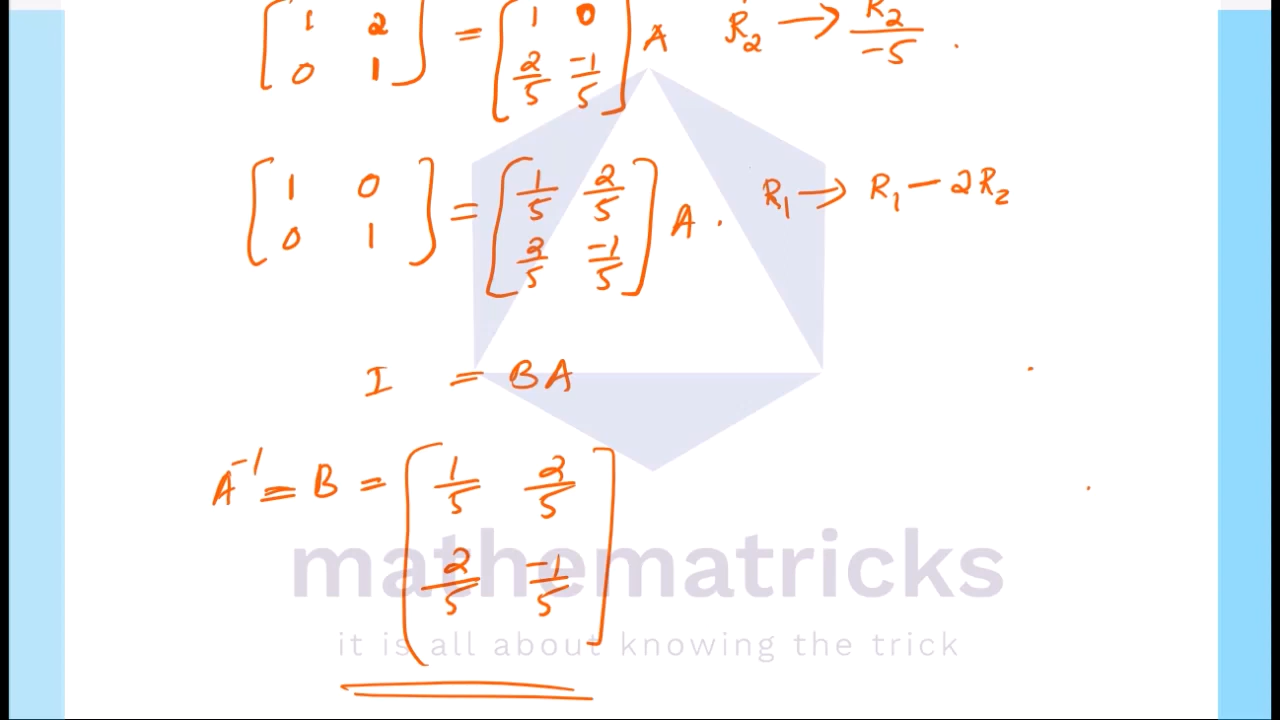 [1 2; 0 1] = [1 0; 2/5 -1/5] A R₂ → R₂/-5 .
[1 0; 0 1] = [1/5 2/5; 2/5 -1/5] A . R₁ → R₁ - 2R₂
I = BA
A⁻¹ = B = [1/5 2/5; 2/5 -1/5]
mathematricks
it is all about knowing the trick